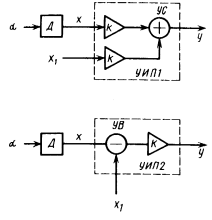 УС
α Д x к + y
x₁ к
УИП1
УВ
α Д x − к y
УИП2
x₁